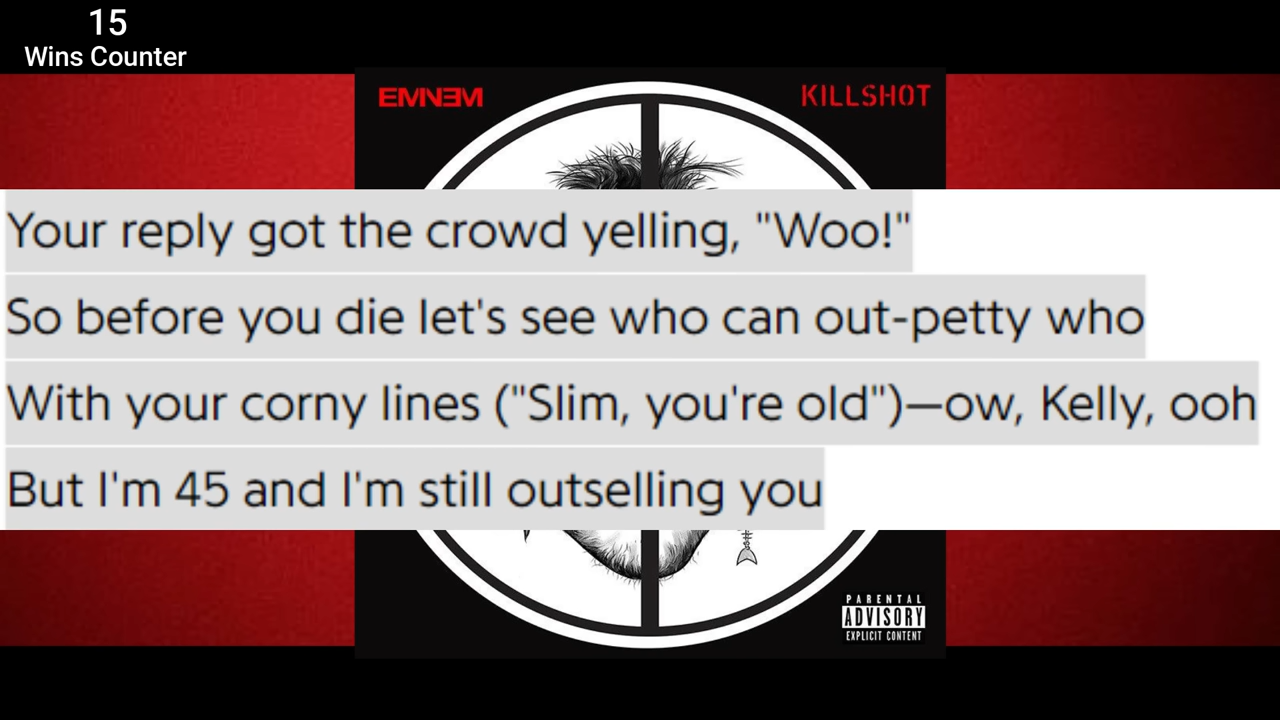 15
Wins Counter
EMINEM
KILLSHOT
Your reply got the crowd yelling, "Woo!"
So before you die let's see who can out-petty who
With your corny lines ("Slim, you're old")—ow, Kelly, ooh
But I'm 45 and I'm still outselling you
PARENTAL
ADVISORY
EXPLICIT CONTENT